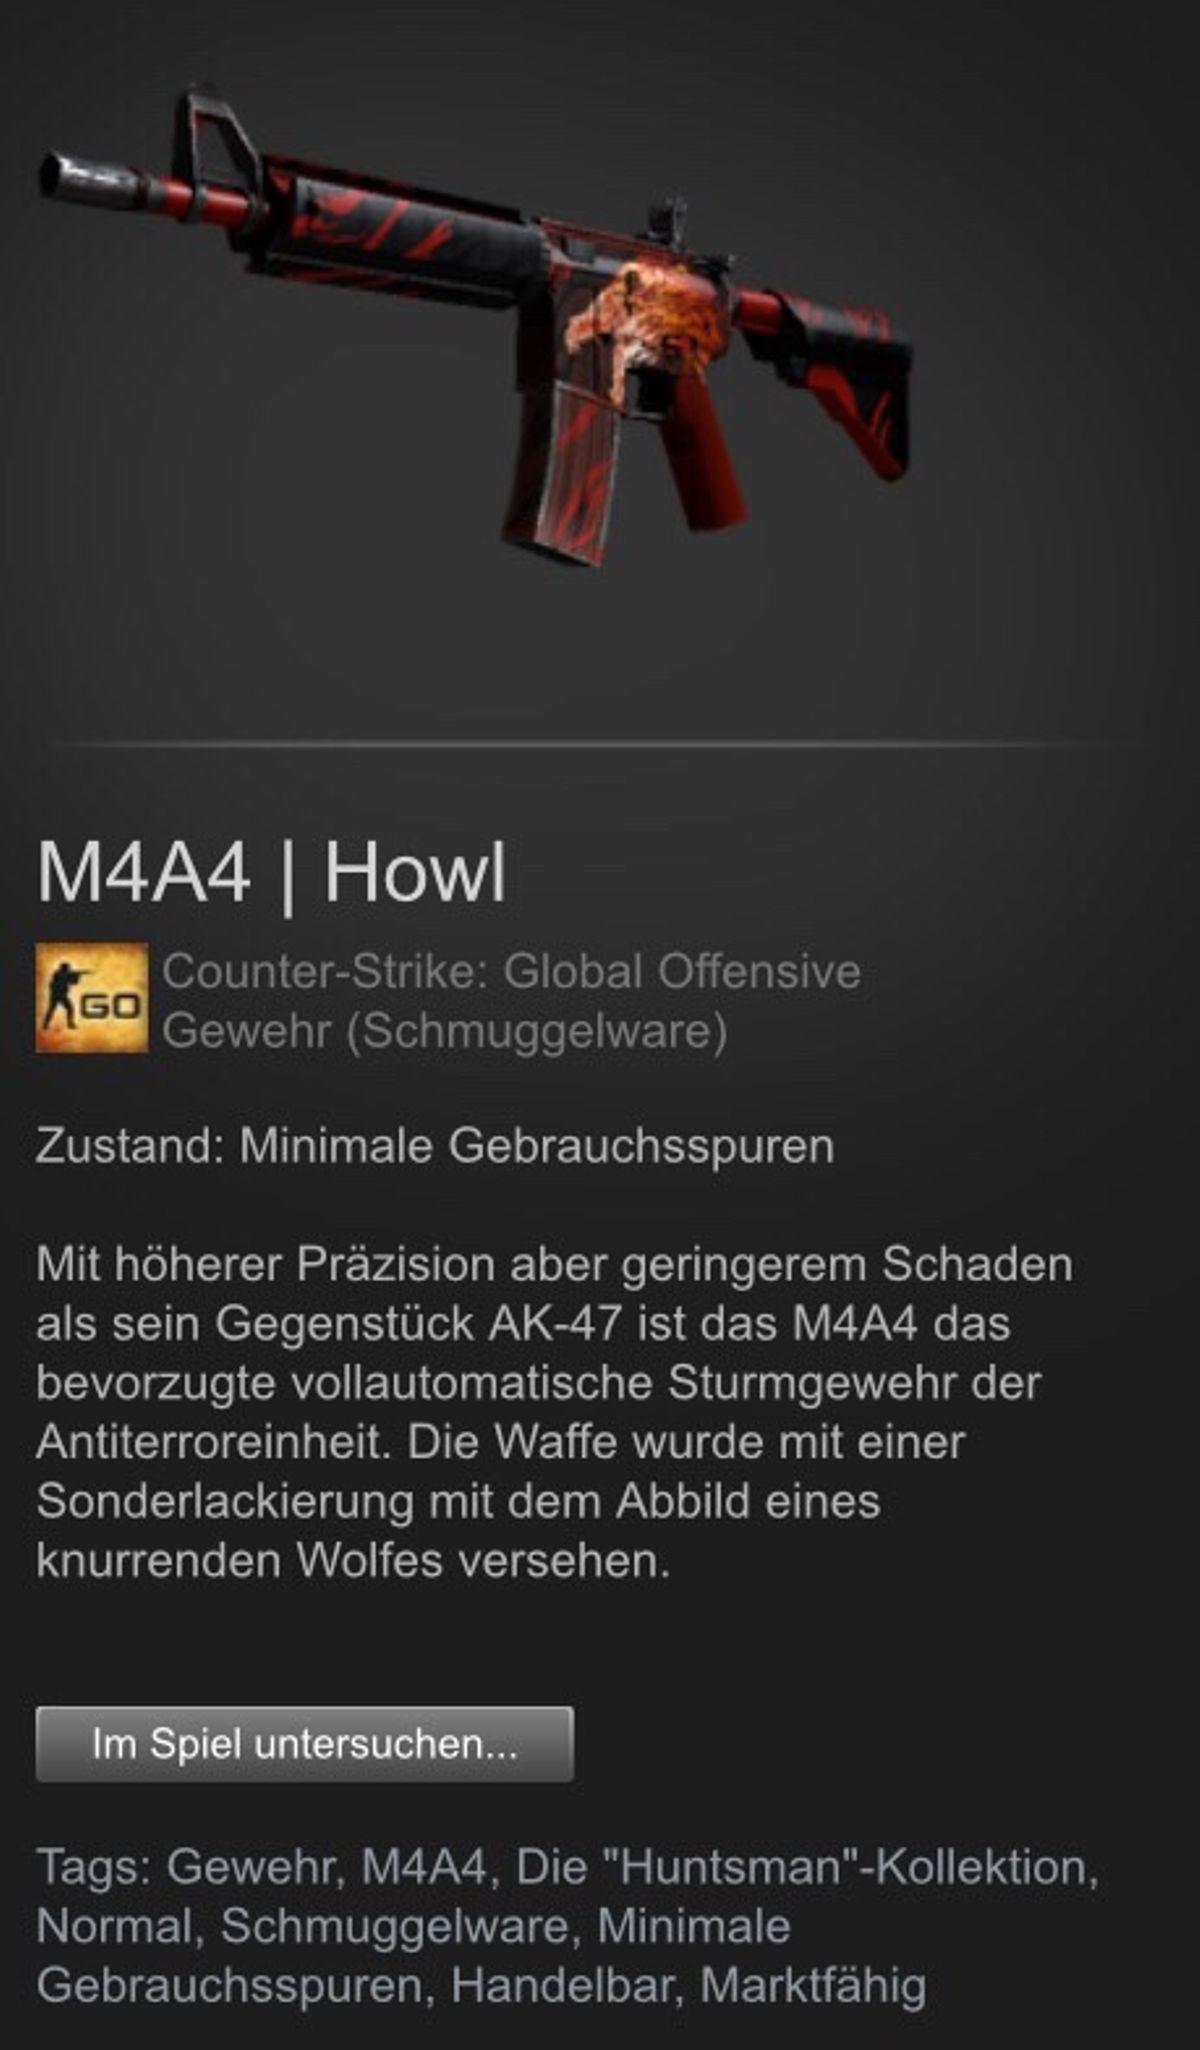 M4A4 | Howl
GO
Counter-Strike: Global Offensive
Gewehr (Schmuggelware)
Zustand: Minimale Gebrauchsspuren
Mit höherer Präzision aber geringerem Schaden
als sein Gegenstück AK-47 ist das M4A4 das
bevorzugte vollautomatische Sturmgewehr der
Antiterroreinheit. Die Waffe wurde mit einer
Sonderlackierung mit dem Abbild eines
knurrenden Wolfes versehen.
Im Spiel untersuchen...
Tags: Gewehr, M4A4, Die "Huntsman"-Kollektion,
Normal, Schmuggelware, Minimale
Gebrauchsspuren, Handelbar, Marktfähig